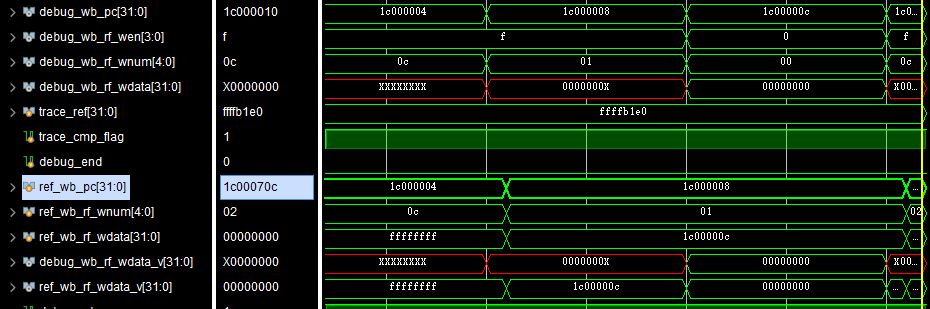 debug_wb_pc[31:0] 1c000010 1c000004 1c000008 1c00000c 1c0...
debug_wb_rf_wen[3:0] f f 0 f
debug_wb_rf_wnum[4:0] 0c 0c 01 00 0c
debug_wb_rf_wdata[31:0] X0000000 XXXXXXXX 0000000X 00000000 X00...
trace_ref[31:0] ffffb1e0 ffffb1e0
trace_cmp_flag 1
debug_end 0
ref_wb_pc[31:0] 1c00070c 1c000004 1c000008 ...
ref_wb_rf_wnum[4:0] 02 0c 01 02
ref_wb_rf_wdata[31:0] 00000000 ffffffff 1c00000c ...
debug_wb_rf_wdata_v[31:0] X0000000 XXXXXXXX 0000000X 00000000 X00...
ref_wb_rf_wdata_v[31:0] 00000000 ffffffff 1c00000c 00000000 ... ...